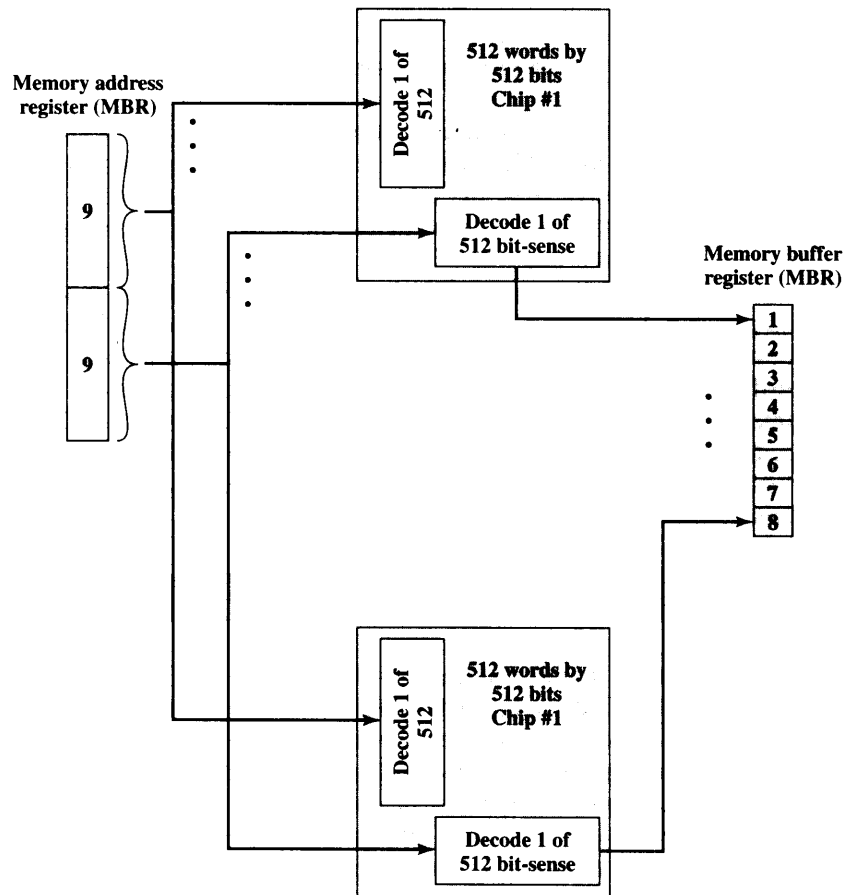 Memory address
register (MBR)
9
9
Decode 1 of
512
512 words by
512 bits
Chip #1
Decode 1 of
512 bit-sense
Memory buffer
register (MBR)
1
2
3
4
5
6
7
8
Decode 1 of
512
512 words by
512 bits
Chip #1
Decode 1 of
512 bit-sense